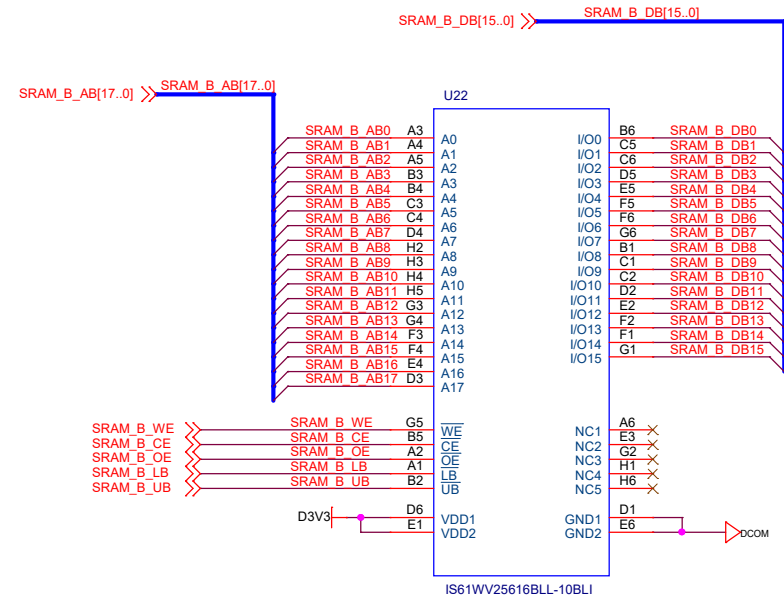 SRAM_B_DB[15..0] SRAM_B_DB[15..0]
SRAM_B_AB[17..0] SRAM_B_AB[17..0]
U22
SRAM_B_AB0 A3 A0 I/O0 B6 SRAM_B_DB0
SRAM_B_AB1 A4 A1 I/O1 C5 SRAM_B_DB1
SRAM_B_AB2 A5 A2 I/O2 C6 SRAM_B_DB2
SRAM_B_AB3 B3 A3 I/O3 D5 SRAM_B_DB3
SRAM_B_AB4 B4 A4 I/O4 E5 SRAM_B_DB4
SRAM_B_AB5 C3 A5 I/O5 F5 SRAM_B_DB5
SRAM_B_AB6 C4 A6 I/O6 F6 SRAM_B_DB6
SRAM_B_AB7 D4 A7 I/O7 G6 SRAM_B_DB7
SRAM_B_AB8 H2 A8 I/O8 B1 SRAM_B_DB8
SRAM_B_AB9 H3 A9 I/O9 C1 SRAM_B_DB9
SRAM_B_AB10 H4 A10 I/O10 C2 SRAM_B_DB10
SRAM_B_AB11 H5 A11 I/O11 D2 SRAM_B_DB11
SRAM_B_AB12 G3 A12 I/O12 E2 SRAM_B_DB12
SRAM_B_AB13 G4 A13 I/O13 F2 SRAM_B_DB13
SRAM_B_AB14 F3 A14 I/O14 F1 SRAM_B_DB14
SRAM_B_AB15 F4 A15 I/O15 G1 SRAM_B_DB15
SRAM_B_AB16 E4 A16
SRAM_B_AB17 D3 A17
SRAM_B_WE SRAM_B_WE G5 WE NC1 A6
SRAM_B_CE SRAM_B_CE B5 CE NC2 E3
SRAM_B_OE SRAM_B_OE A2 OE NC3 G2
SRAM_B_LB SRAM_B_LB A1 LB NC4 H1
SRAM_B_UB SRAM_B_UB B2 UB NC5 H6
D3V3 D6 VDD1 GND1 D1
E1 VDD2 GND2 E6 DCOM
IS61WV25616BLL-10BLI